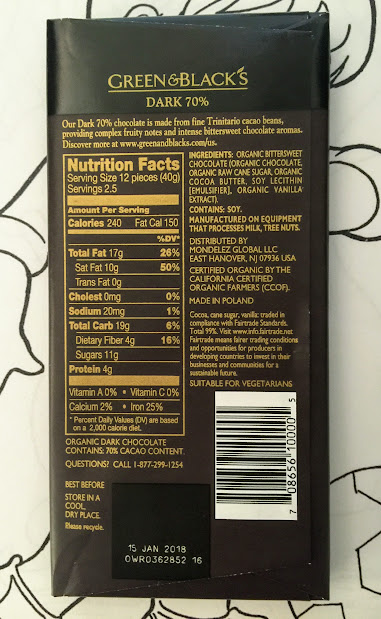 GREEN&BLACK'S
DARK 70%
Our Dark 70% chocolate is made from fine Trinitario cacao beans,
providing complex fruity notes and intense bittersweet chocolate aromas.
Discover more at www.greenandblacks.com/us.
Nutrition Facts
Serving Size 12 pieces (40g)
Servings 2.5
Amount Per Serving
Calories 240 Fat Cal 150
%DV*
Total Fat 17g 26%
Sat Fat 10g 50%
Trans Fat 0g
Cholest 0mg 0%
Sodium 20mg 1%
Total Carb 19g 6%
Dietary Fiber 4g 16%
Sugars 11g
Protein 4g
Vitamin A 0% • Vitamin C 0%
Calcium 2% • Iron 25%
* Percent Daily Values (DV) are based
on a 2,000 calorie diet.
ORGANIC DARK CHOCOLATE
CONTAINS: 70% CACAO CONTENT.
QUESTIONS? CALL 1-877-299-1254
BEST BEFORE
STORE IN A
COOL,
DRY PLACE.
Please recycle.
15 JAN 2018
OWR0362852 16
INGREDIENTS: ORGANIC BITTERSWEET
CHOCOLATE (ORGANIC CHOCOLATE,
ORGANIC RAW CANE SUGAR, ORGANIC
COCOA BUTTER, SOY LECITHIN
[EMULSIFIER], ORGANIC VANILLA
EXTRACT).
CONTAINS: SOY.
MANUFACTURED ON EQUIPMENT
THAT PROCESSES MILK, TREE NUTS.
DISTRIBUTED BY
MONDELEZ GLOBAL LLC
EAST HANOVER, NJ 07936 USA
CERTIFIED ORGANIC BY THE
CALIFORNIA CERTIFIED
ORGANIC FARMERS (CCOF).
MADE IN POLAND
Cocoa, cane sugar, vanilla: traded in
compliance with Fairtrade Standards.
Total 99%. Visit www.info.fairtrade.net
Fairtrade means fairer trading conditions
and opportunities for producers in
developing countries to invest in their
businesses and communities for a
sustainable future.
SUITABLE FOR VEGETARIANS
7 08656 10000 5